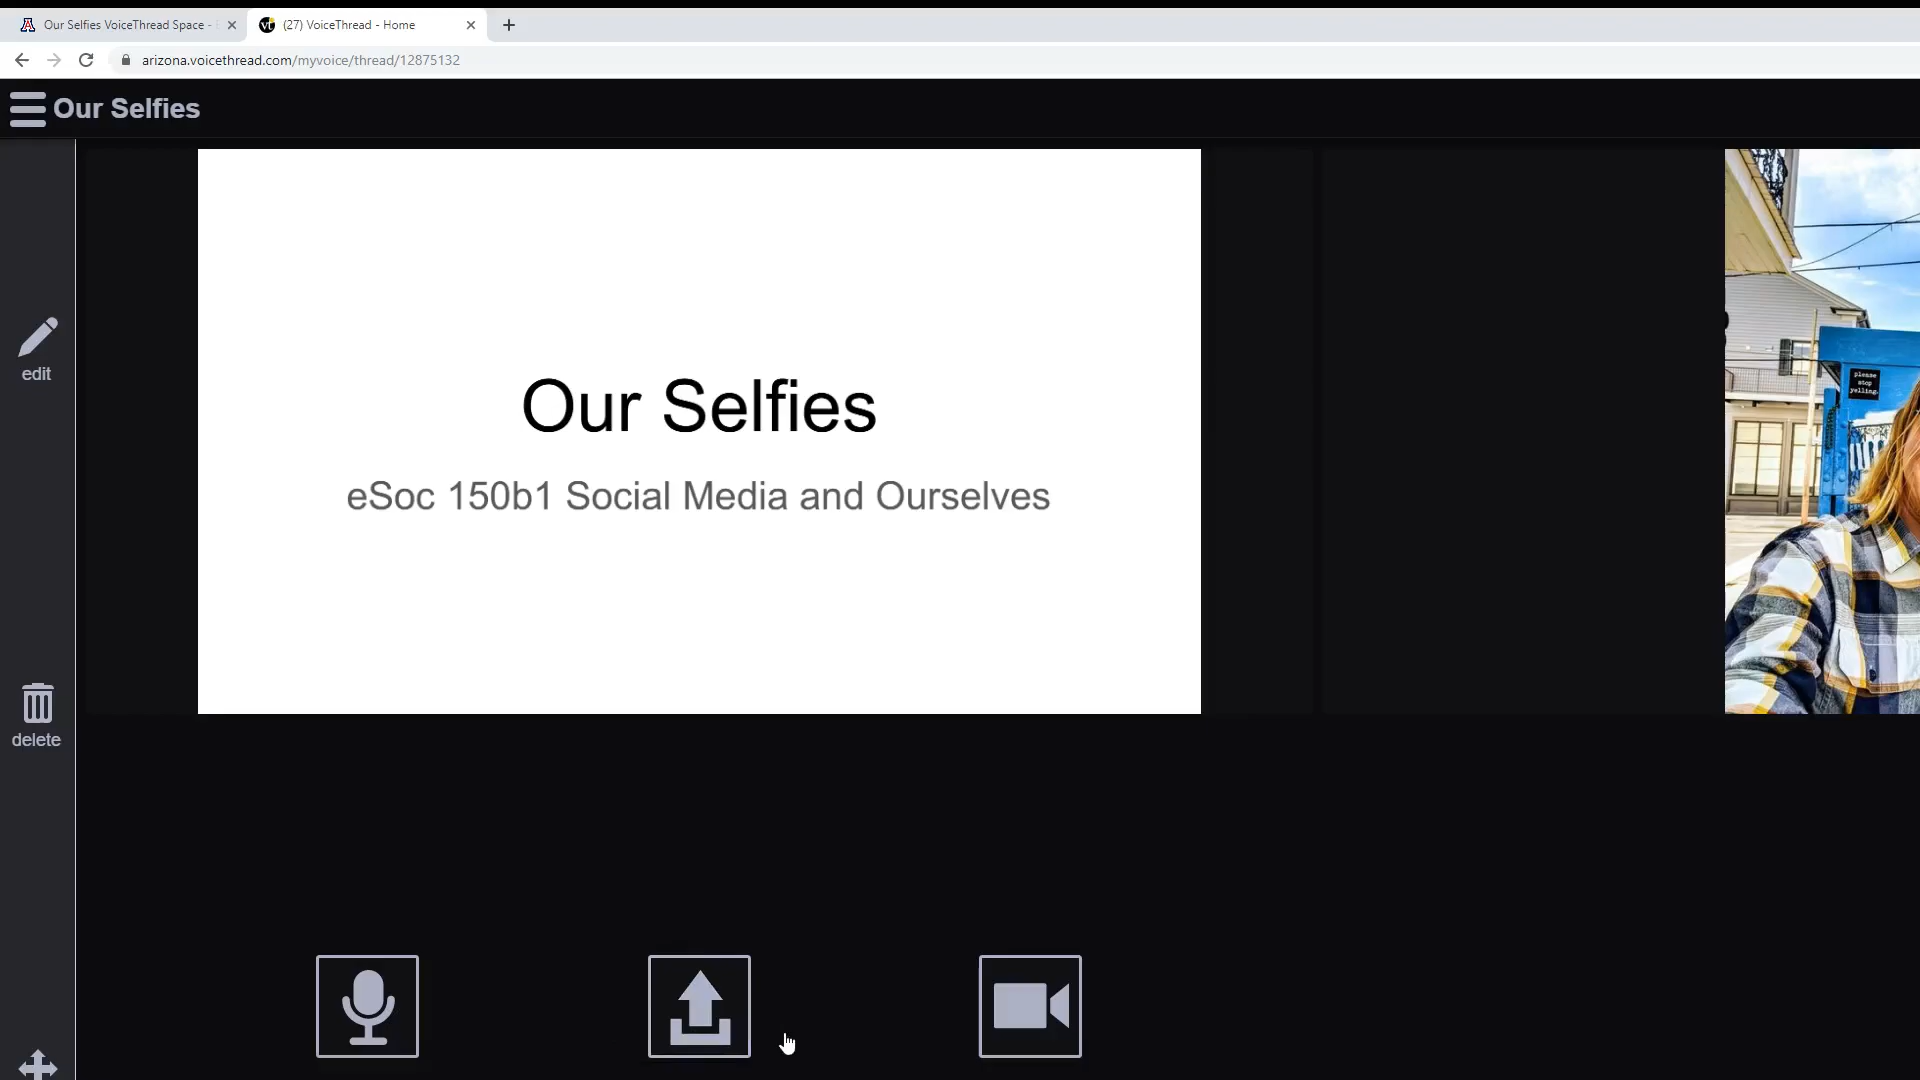 Our Selfies VoiceThread Space -
(27) VoiceThread - Home
arizona.voicethread.com/myvoice/thread/12875132
Our Selfies
edit
Our Selfies
eSoc 150b1 Social Media and Ourselves
please
stop
yelling.
delete